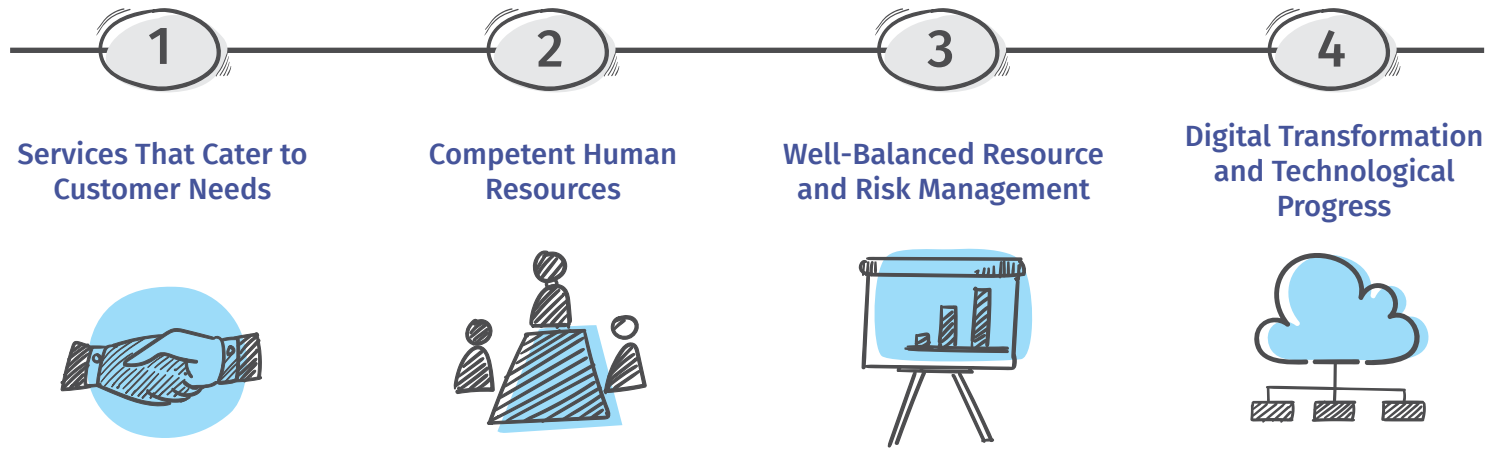 1
Services That Cater to
Customer Needs
2
Competent Human
Resources
3
Well-Balanced Resource
and Risk Management
4
Digital Transformation
and Technological
Progress